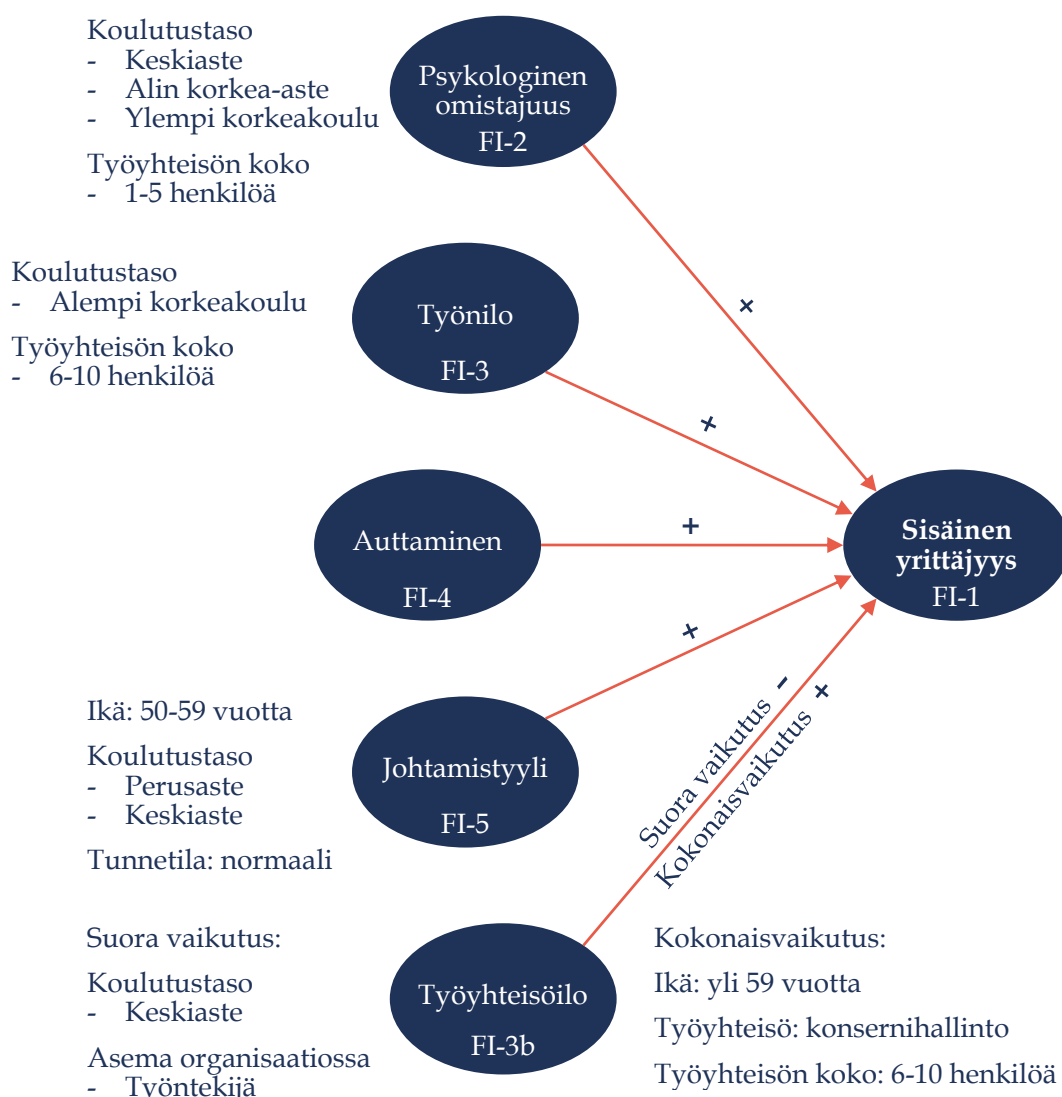 Koulutustaso
- Keskiaste
- Alin korkea-aste
- Ylempi korkeakoulu
Työyhteisön koko
- 1-5 henkilöä
Psykologinen
omistajuus
FI-2
+
Koulutustaso
- Alempi korkeakoulu
Työyhteisön koko
- 6-10 henkilöä
Työnilo
FI-3
+
Auttaminen
FI-4
+
Sisäinen
yrittäjyys
FI-1
Ikä: 50-59 vuotta
Koulutustaso
- Perusaste
- Keskiaste
Tunnetila: normaali
Johtamistyyli
FI-5
+
Suora vaikutus -
Kokonaisvaikutus +
Suora vaikutus:
Koulutustaso
- Keskiaste
Asema organisaatiossa
- Työntekijä
Työyhteisöilo
FI-3b
Kokonaisvaikutus:
Ikä: yli 59 vuotta
Työyhteisö: konsernihallinto
Työyhteisön koko: 6-10 henkilöä